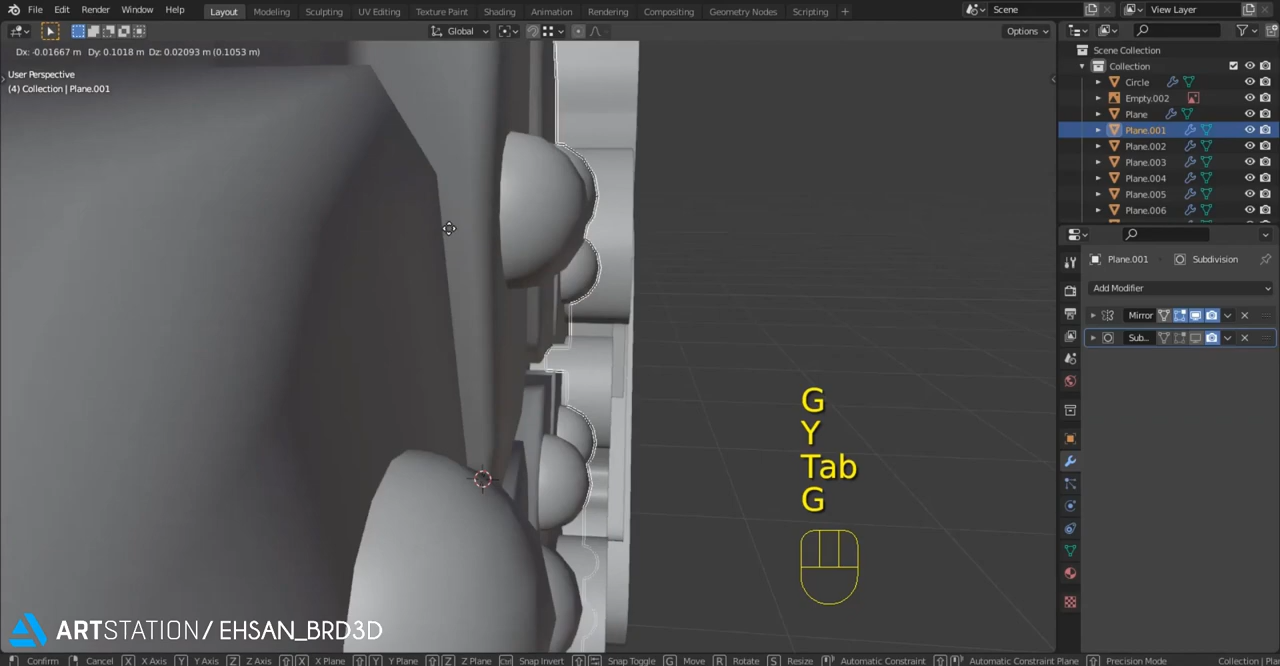 File Edit Render Window Help Layout Modeling Sculpting UV Editing Texture Paint Shading Animation Rendering Compositing Geometry Nodes Scripting + Scene View Layer
Global Options
Dx: -0.01667 m Dy: 0.1018 m Dz: 0.02093 m (0.1053 m)
User Perspective
(4) Collection | Plane.001
Scene Collection
Collection
Circle
Empty.002
Plane
Plane.001
Plane.002
Plane.003
Plane.004
Plane.005
Plane.006
Plane.001 Subdivision
Add Modifier
Mirror
Sub..
G
Y
Tab
G
ARTSTATION / EHSAN_BRD3D
Confirm Cancel X X Axis Y Y Axis Z Z Axis X X Plane Y Y Plane Z Z Plane Ctrl Snap Invert Snap Toggle G Move R Rotate S Resize Automatic Constraint Automatic Constraint Plane Precision Mode Collection | Plan